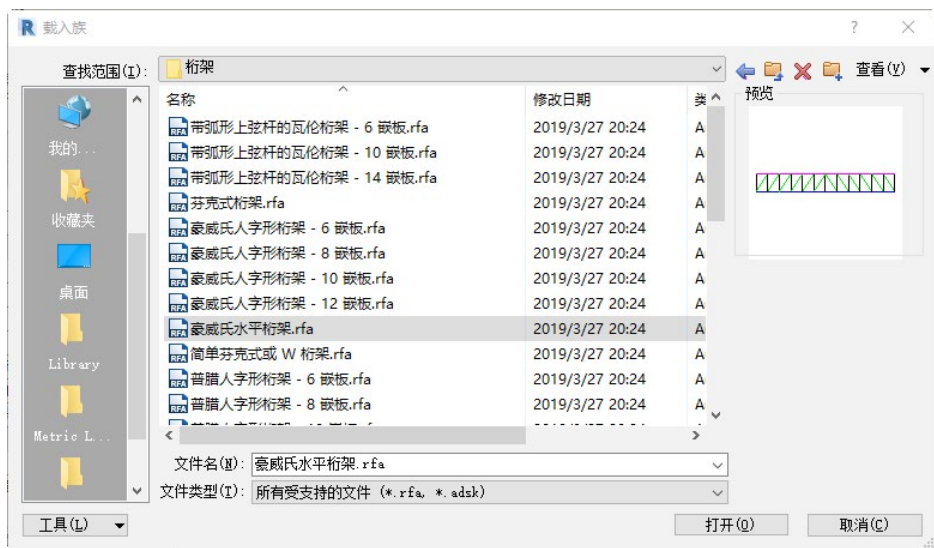 R 载入族
查找范围(I): 桁架 查看(V)
名称 修改日期 类 预览
带弧形上弦杆的瓦伦桁架 - 6 嵌板.rfa 2019/3/27 20:24 A
带弧形上弦杆的瓦伦桁架 - 10 嵌板.rfa 2019/3/27 20:24 A
带弧形上弦杆的瓦伦桁架 - 14 嵌板.rfa 2019/3/27 20:24 A
芬克式桁架.rfa 2019/3/27 20:24 A
豪威氏人字形桁架 - 6 嵌板.rfa 2019/3/27 20:24 A
豪威氏人字形桁架 - 8 嵌板.rfa 2019/3/27 20:24 A
豪威氏人字形桁架 - 10 嵌板.rfa 2019/3/27 20:24 A
豪威氏人字形桁架 - 12 嵌板.rfa 2019/3/27 20:24 A
豪威氏水平桁架.rfa 2019/3/27 20:24 A
简单芬克式或 W 桁架.rfa 2019/3/27 20:24 A
普腊人字形桁架 - 6 嵌板.rfa 2019/3/27 20:24 A
普腊人字形桁架 - 8 嵌板.rfa 2019/3/27 20:24 A
我的...
收藏夹
桌面
Library
Metric L...
文件名(N): 豪威氏水平桁架.rfa
文件类型(T): 所有受支持的文件 (*.rfa, *.adsk)
工具(L) 打开(O) 取消(C)